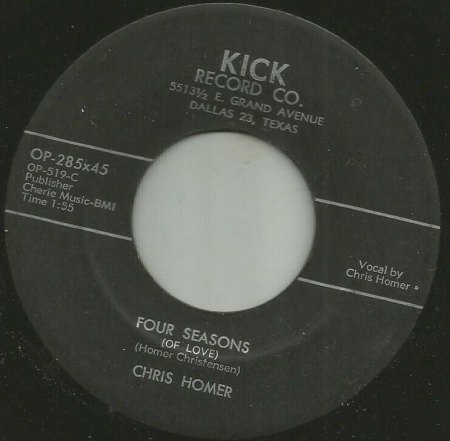 KICK
RECORD CO.
5513½ E. GRAND AVENUE
DALLAS 23, TEXAS
OP-285x45
OP-519-C
Publisher
Cherie Music-BMI
Time 1:55
Vocal by
Chris Homer
FOUR SEASONS
(OF LOVE)
(Homer Christensen)
CHRIS HOMER